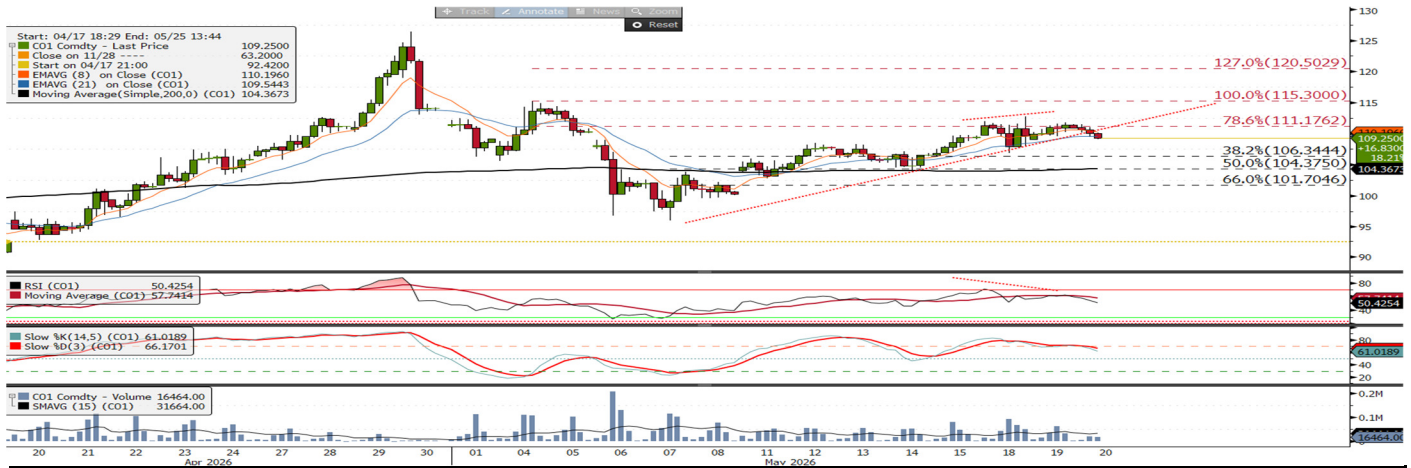 Track Annotate News Zoom
Reset
Start: 04/17 18:29 End: 05/25 13:44
CO1 Comdty - Last Price 109.2500
Close on 11/28 ---- 63.2000
Start on 04/17 21:00 92.4200
EMAVG (8) on Close (CO1) 110.1960
EMAVG (21) on Close (CO1) 109.5443
Moving Average(Simple,200,0) (CO1) 104.3673
127.0%(120.5029)
100.0%(115.3000)
78.6%(111.1762)
38.2%(106.3444)
50.0%(104.3750)
66.0%(101.7046)
130
125
120
115
109.2500
+16.8300
18.21%
104.3673
100
95
90
RSI (CO1) 50.4254
Moving Average (CO1) 57.7414
80
50.4254
40
Slow %K(14,5) (CO1) 61.0189
Slow %D(3) (CO1) 66.1701
80
61.0189
40
20
CO1 Comdty - Volume 16464.00
SMAVG (15) (CO1) 31664.00
0.2M
0.1M
16464.00
20 21 22 23 24 27 28 29 30 01 04 05 06 07 08 11 12 13 14 15 18 19 20
Apr 2026 May 2026